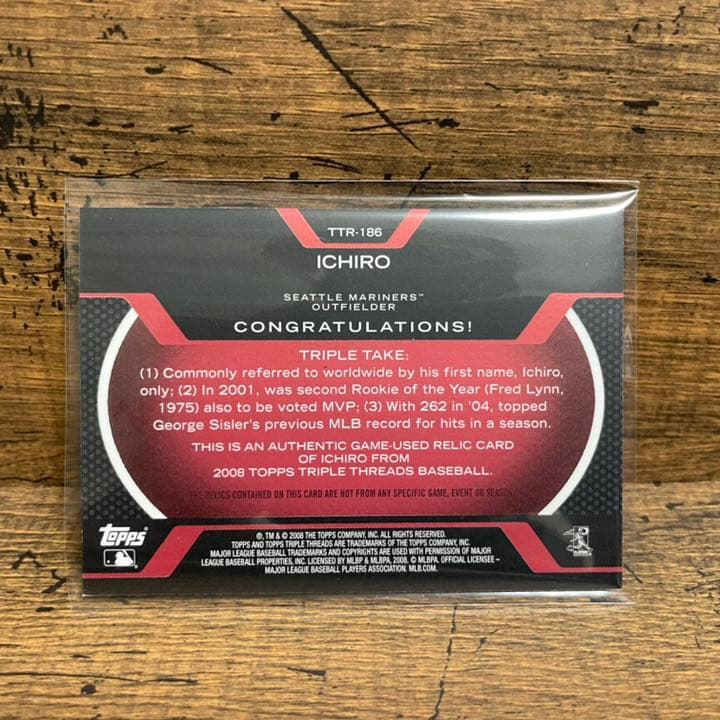 TTR-186
ICHIRO
SEATTLE MARINERS™
OUTFIELDER
CONGRATULATIONS!
TRIPLE TAKE:
(1) Commonly referred to worldwide by his first name, Ichiro,
only; (2) In 2001, was second Rookie of the Year (Fred Lynn,
1975) also to be voted MVP; (3) With 262 in '04, topped
George Sisler's previous MLB record for hits in a season.
THIS IS AN AUTHENTIC GAME-USED RELIC CARD
OF ICHIRO FROM
2008 TOPPS TRIPLE THREADS BASEBALL.
THE RELICS CONTAINED ON THIS CARD ARE NOT FROM ANY SPECIFIC GAME, EVENT OR SEASON
topps
®, TM & © 2008 THE TOPPS COMPANY, INC. ALL RIGHTS RESERVED.
TOPPS AND TOPPS TRIPLE THREADS ARE TRADEMARKS OF THE TOPPS COMPANY, INC.
MAJOR LEAGUE BASEBALL TRADEMARKS AND COPYRIGHTS ARE USED WITH PERMISSION OF MAJOR
LEAGUE BASEBALL PROPERTIES, INC. LICENSED BY MLBP & MLBPA, 2008. © MLBPA, OFFICIAL LICENSEE –
MAJOR LEAGUE BASEBALL PLAYERS ASSOCIATION. MLB.COM.